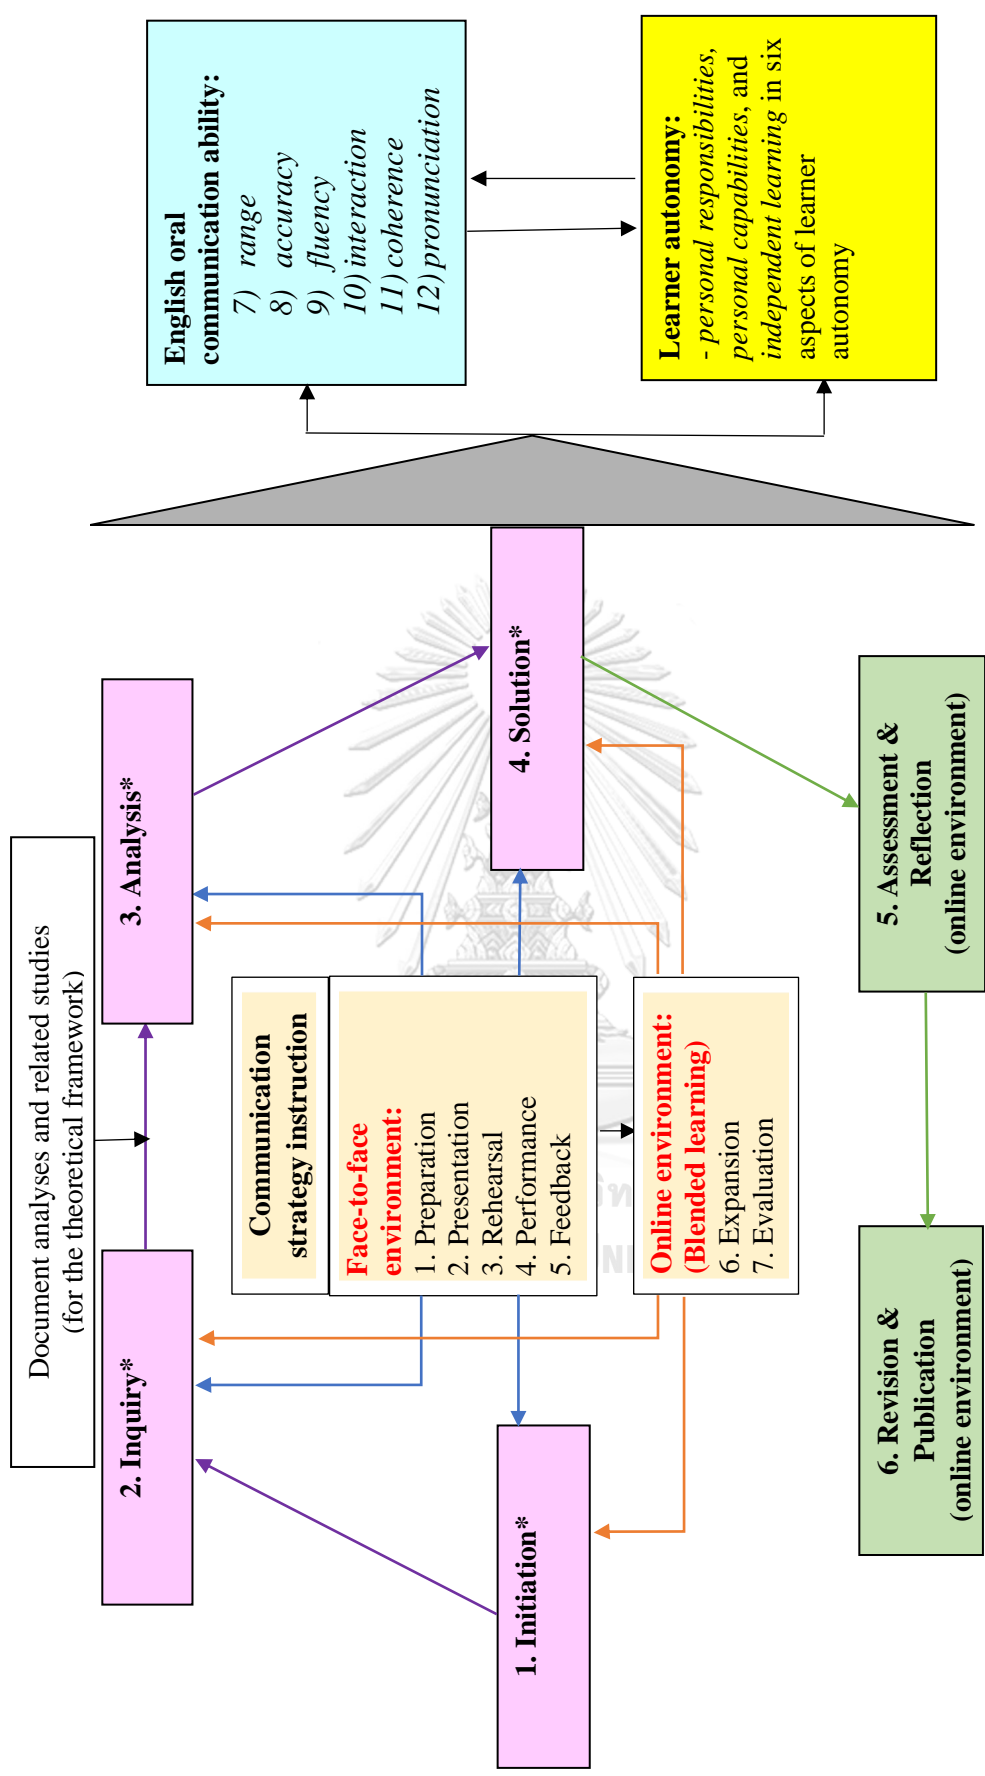 Document analyses and related studies
(for the theoretical framework)
2. Inquiry*
3. Analysis*
Communication
strategy instruction
Face-to-face
environment:
1. Preparation
2. Presentation
3. Rehearsal
4. Performance
5. Feedback
1. Initiation*
4. Solution*
Online environment:
(Blended learning)
6. Expansion
7. Evaluation
6. Revision &
Publication
(online environment)
5. Assessment &
Reflection
(online environment)
English oral
communication ability:
7) range
8) accuracy
9) fluency
10) interaction
11) coherence
12) pronunciation
Learner autonomy:
- personal responsibilities,
personal capabilities, and
independent learning in six
aspects of learner
autonomy